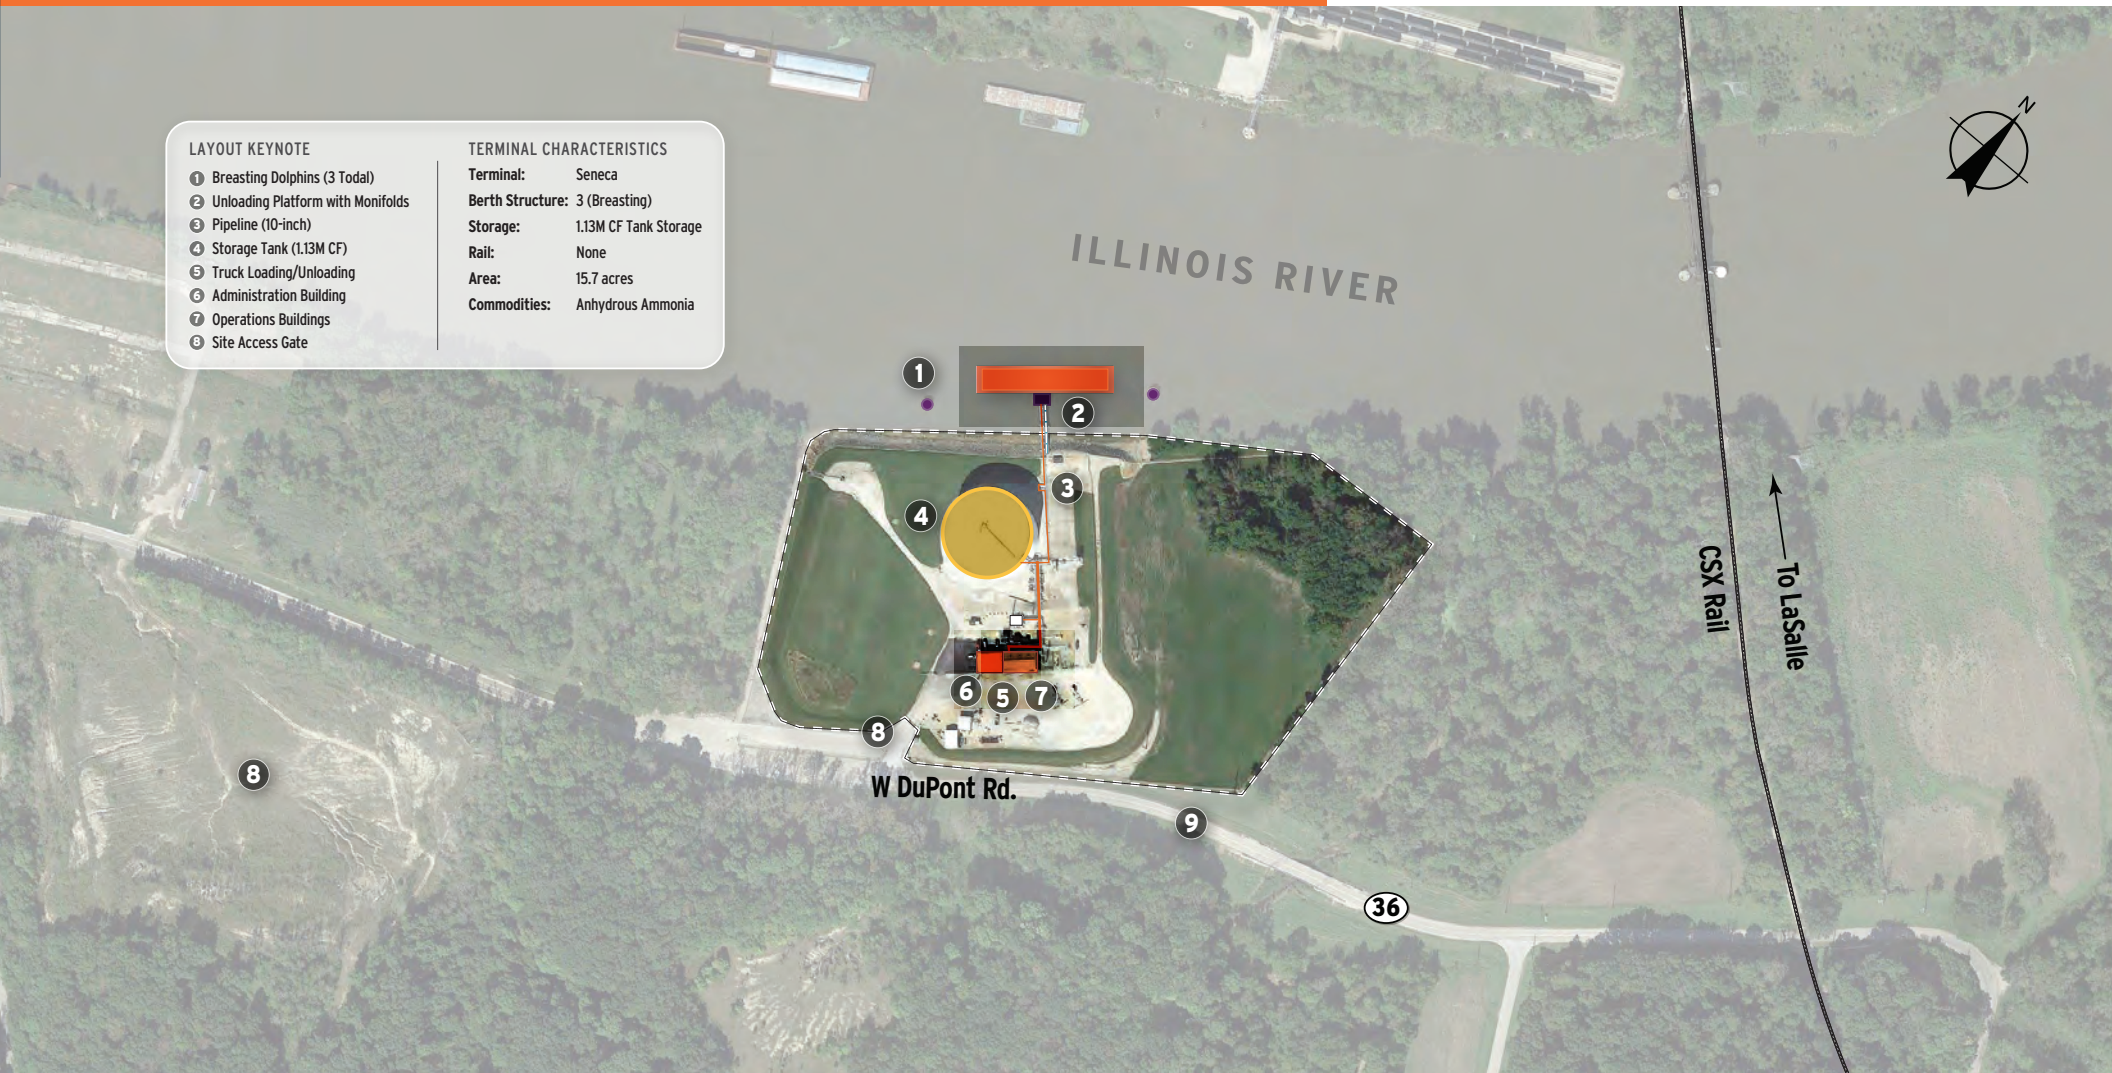 LAYOUT KEYNOTE
1 Breasting Dolphins (3 Todal)
2 Unloading Platform with Monifolds
3 Pipeline (10-inch)
4 Storage Tank (1.13M CF)
5 Truck Loading/Unloading
6 Administration Building
7 Operations Buildings
8 Site Access Gate
TERMINAL CHARACTERISTICS
Terminal: Seneca
Berth Structure: 3 (Breasting)
Storage: 1.13M CF Tank Storage
Rail: None
Area: 15.7 acres
Commodities: Anhydrous Ammonia
N
ILLINOIS RIVER
1
2
3
4
6 5 7
8
8
W DuPont Rd.
9
36
CSX Rail
To LaSalle